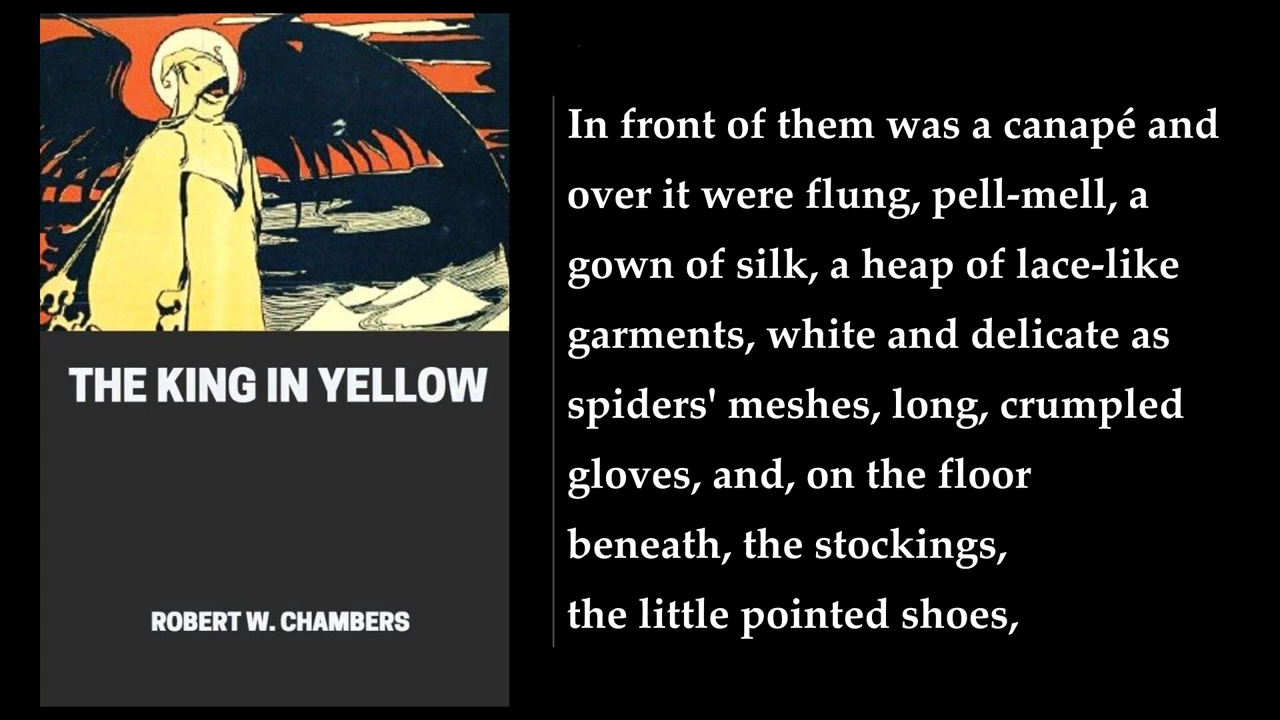 THE KING IN YELLOW
ROBERT W. CHAMBERS
In front of them was a canapé and
over it were flung, pell-mell, a
gown of silk, a heap of lace-like
garments, white and delicate as
spiders' meshes, long, crumpled
gloves, and, on the floor
beneath, the stockings,
the little pointed shoes,